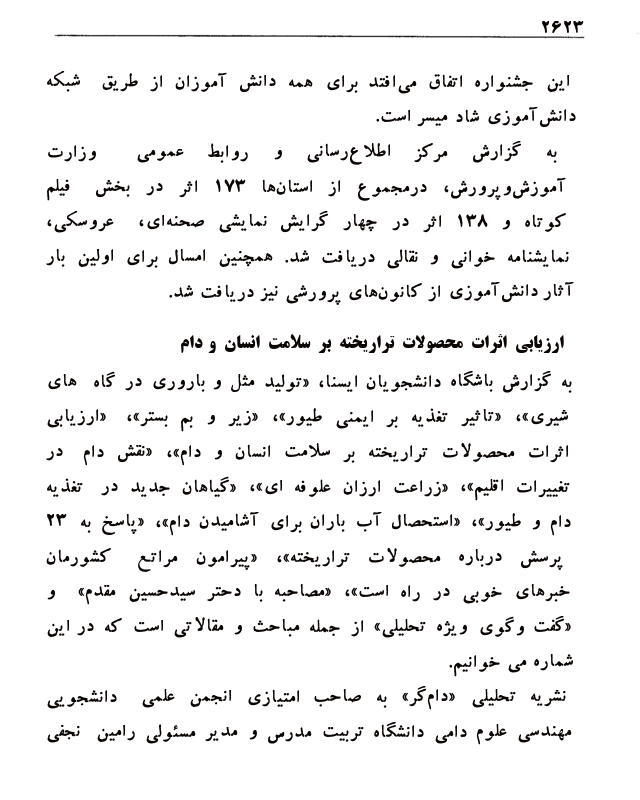 ۲۶۲۳
این جشنواره اتفاق می‌افتد برای همه دانش آموزان از طریق شبکه
دانش‌آموزی شاد میسر است.
به گزارش مرکز اطلاع‌رسانی و روابط عمومی وزارت
آموزش‌وپرورش، درمجموع از استان‌ها ۱۷۳ اثر در بخش فیلم
کوتاه و ۱۳۸ اثر در چهار گرایش نمایشی صحنه‌ای، عروسکی،
نمایشنامه خوانی و نقالی دریافت شد. همچنین امسال برای اولین بار
آثار دانش‌آموزی از کانون‌های پرورشی نیز دریافت شد.
ارزیابی اثرات محصولات تراریخته بر سلامت انسان و دام
به گزارش باشگاه دانشجویان ایسنا، «تولید مثل و باروری در گاه های
شیری»، «تاثیر تغذیه بر ایمنی طیور»، «زیر و بم بستر»، «ارزیابی
اثرات محصولات تراریخته بر سلامت انسان و دام»، «نقش دام در
تغییرات اقلیم»، «زراعت ارزان علوفه ای»، «گیاهان جدید در تغذیه
دام و طیور»، «استحصال آب باران برای آشامیدن دام»، «پاسخ به ۲۳
پرسش درباره محصولات تراریخته»، «پیرامون مراتع کشورمان
خبرهای خوبی در راه است»، «مصاحبه با دحتر سیدحسین مقدم» و
«گفت وگوی ویژه تحلیلی» از جمله مباحث و مقالاتی است که در این
شماره می خوانیم.
نشریه تحلیلی «دام‌گر» به صاحب امتیازی انجمن علمی دانشجویی
مهندسی علوم دامی دانشگاه تربیت مدرس و مدیر مسئولی رامین نجفی